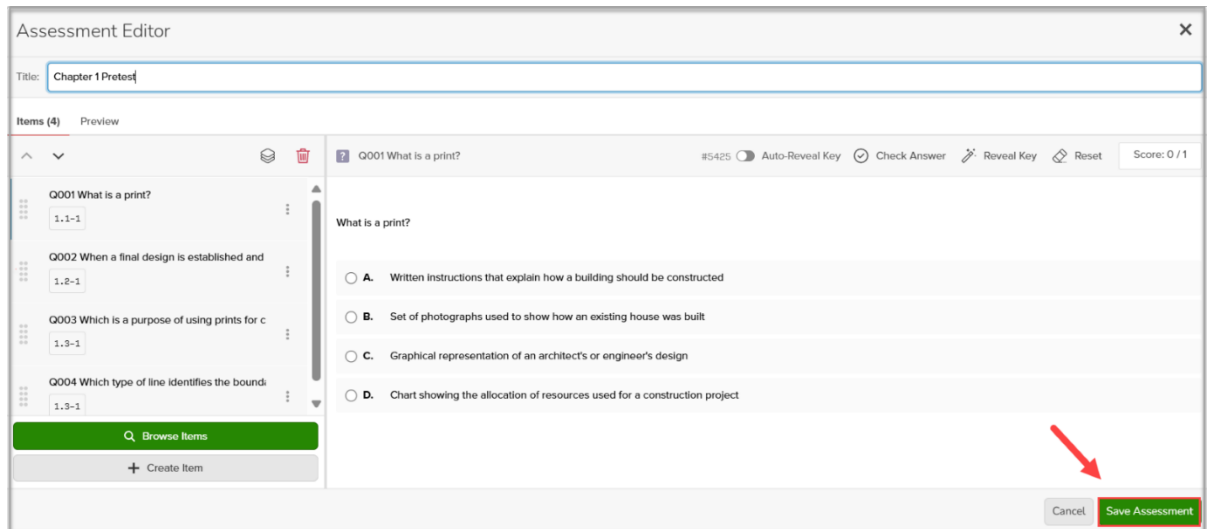 Assessment Editor
Title: Chapter 1 Pretest
Items (4) Preview
Q001 What is a print? #5425 Auto-Reveal Key Check Answer Reveal Key Reset Score: 0 / 1
Q001 What is a print?
1.1-1
Q002 When a final design is established and
1.2-1
Q003 Which is a purpose of using prints for c
1.3-1
Q004 Which type of line identifies the bounda
1.3-1
Browse Items
+ Create Item
What is a print?
A. Written instructions that explain how a building should be constructed
B. Set of photographs used to show how an existing house was built
C. Graphical representation of an architect's or engineer's design
D. Chart showing the allocation of resources used for a construction project
Cancel Save Assessment